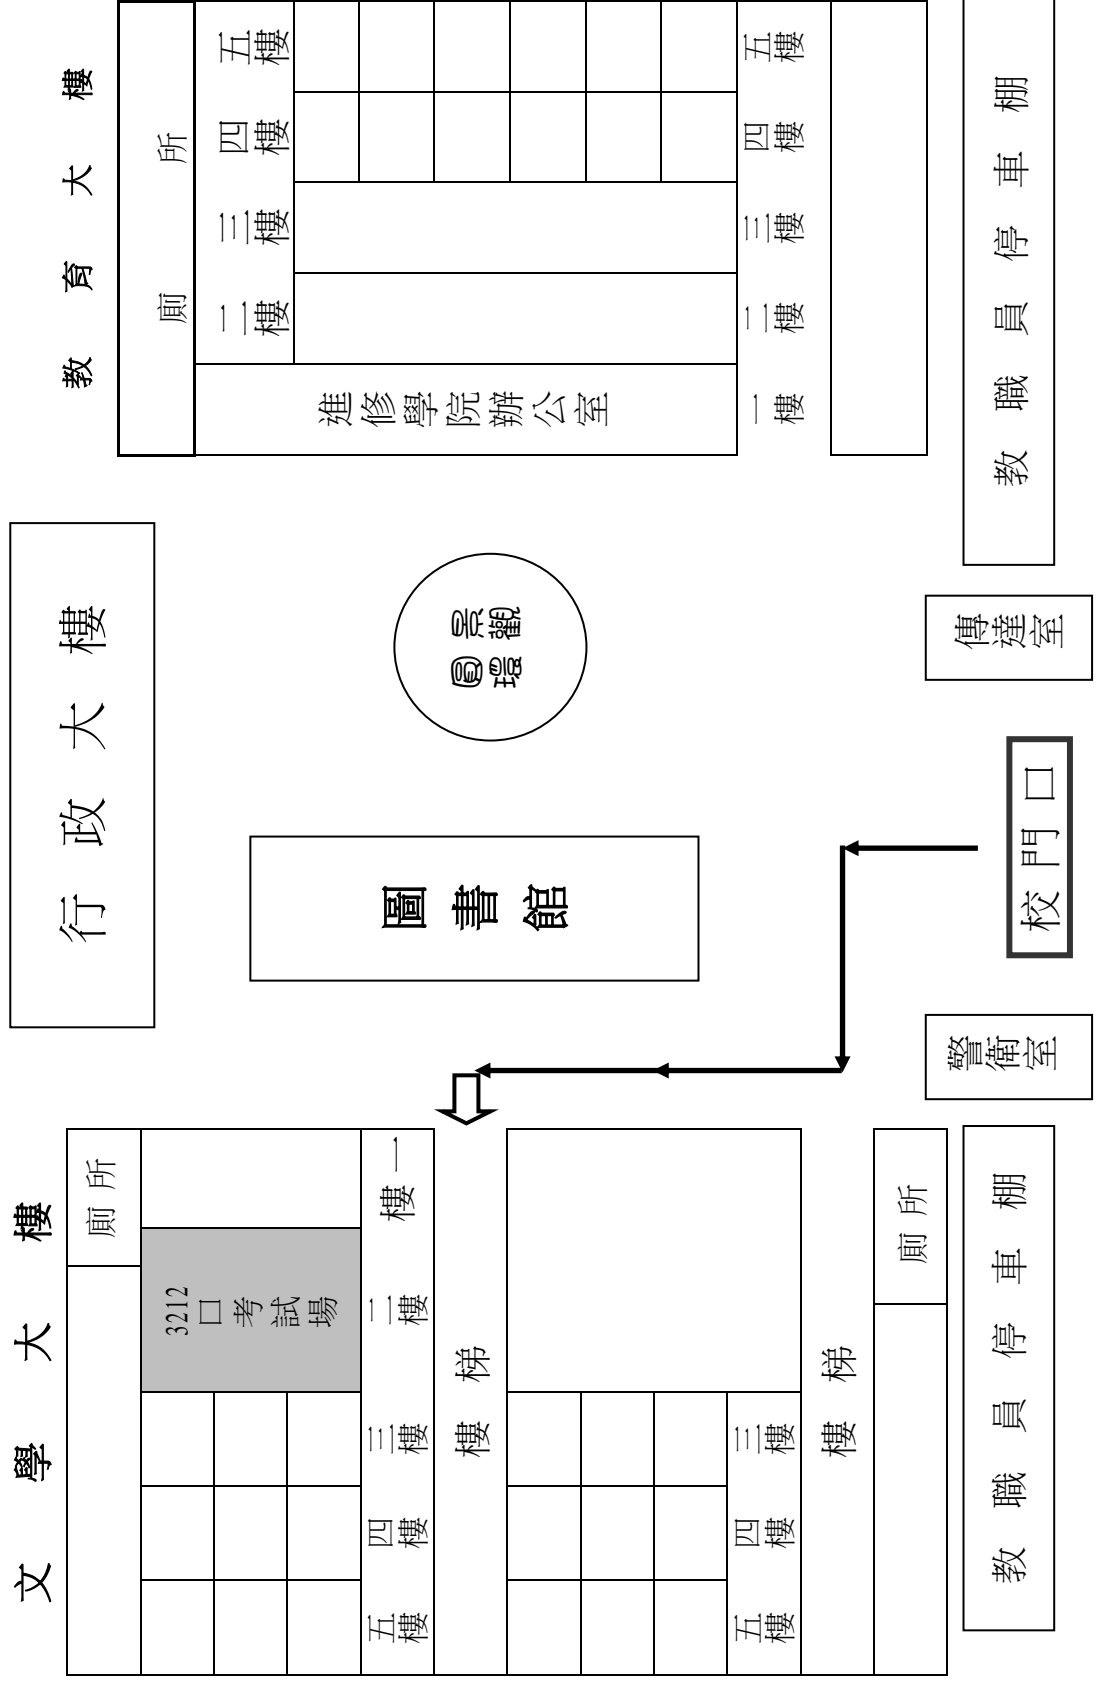 文學大樓
行政大樓
教育大樓
廁所
3212
口考試場
一樓
二樓
三樓
四樓
五樓
樓梯
三樓
四樓
五樓
樓梯
廁所
教職員停車棚
圖書館
景觀
圓環
警衛室
校門口
傳達室
廁所
五樓
四樓
三樓
二樓
進修學院辦公室
五樓
四樓
三樓
二樓
一樓
教職員停車棚